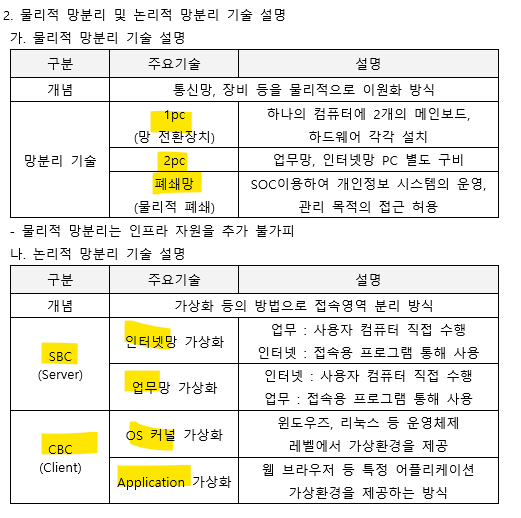 2. 물리적 망분리 및 논리적 망분리 기술 설명
가. 물리적 망분리 기술 설명
구분 주요기술 설명
개념 통신망, 장비 등을 물리적으로 이원화 방식
망분리 기술
1pc
(망 전환장치)
하나의 컴퓨터에 2개의 메인보드,
하드웨어 각각 설치
2pc 업무망, 인터넷망 PC 별도 구비
폐쇄망
(물리적 폐쇄)
SOC이용하여 개인정보 시스템의 운영,
관리 목적의 접근 허용
- 물리적 망분리는 인프라 자원을 추가 불가피
나. 논리적 망분리 기술 설명
구분 주요기술 설명
개념 가상화 등의 방법으로 접속영역 분리 방식
SBC
(Server)
인터넷망 가상화
업무 : 사용자 컴퓨터 직접 수행
인터넷 : 접속용 프로그램 통해 사용
업무망 가상화
인터넷 : 사용자 컴퓨터 직접 수행
업무 : 접속용 프로그램 통해 사용
CBC
(Client)
OS 커널 가상화
윈도우즈, 리눅스 등 운영체제
레벨에서 가상환경을 제공
Application 가상화
웹 브라우저 등 특정 어플리케이션
가상환경을 제공하는 방식